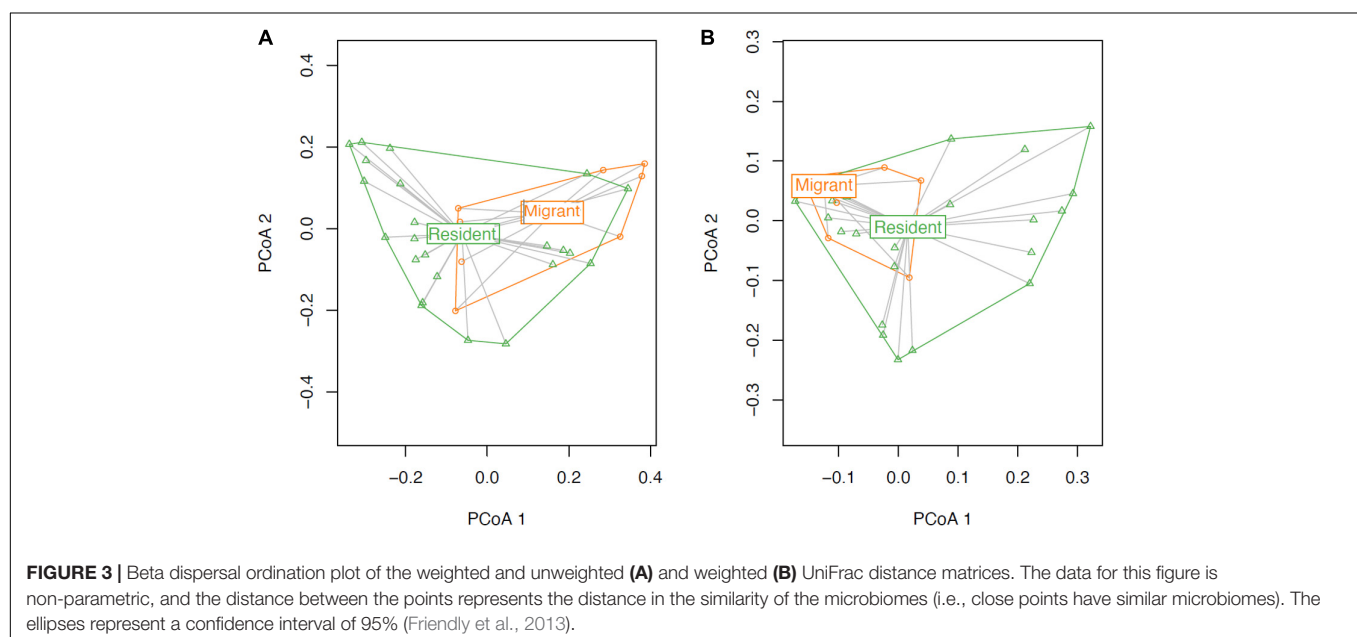 A
B
0.4
0.2
0.0
−0.2
−0.4
PCoA 2
Resident
Migrant
−0.2
0.0
0.2
0.4
PCoA 1
0.3
0.2
0.1
0.0
−0.1
−0.2
−0.3
PCoA 2
Migrant
Resident
−0.1
0.0
0.1
0.2
0.3
PCoA 1
FIGURE 3 | Beta dispersal ordination plot of the weighted and unweighted (A) and weighted (B) UniFrac distance matrices. The data for this figure is
non-parametric, and the distance between the points represents the distance in the similarity of the microbiomes (i.e., close points have similar microbiomes). The
ellipses represent a confidence interval of 95% (Friendly et al., 2013).